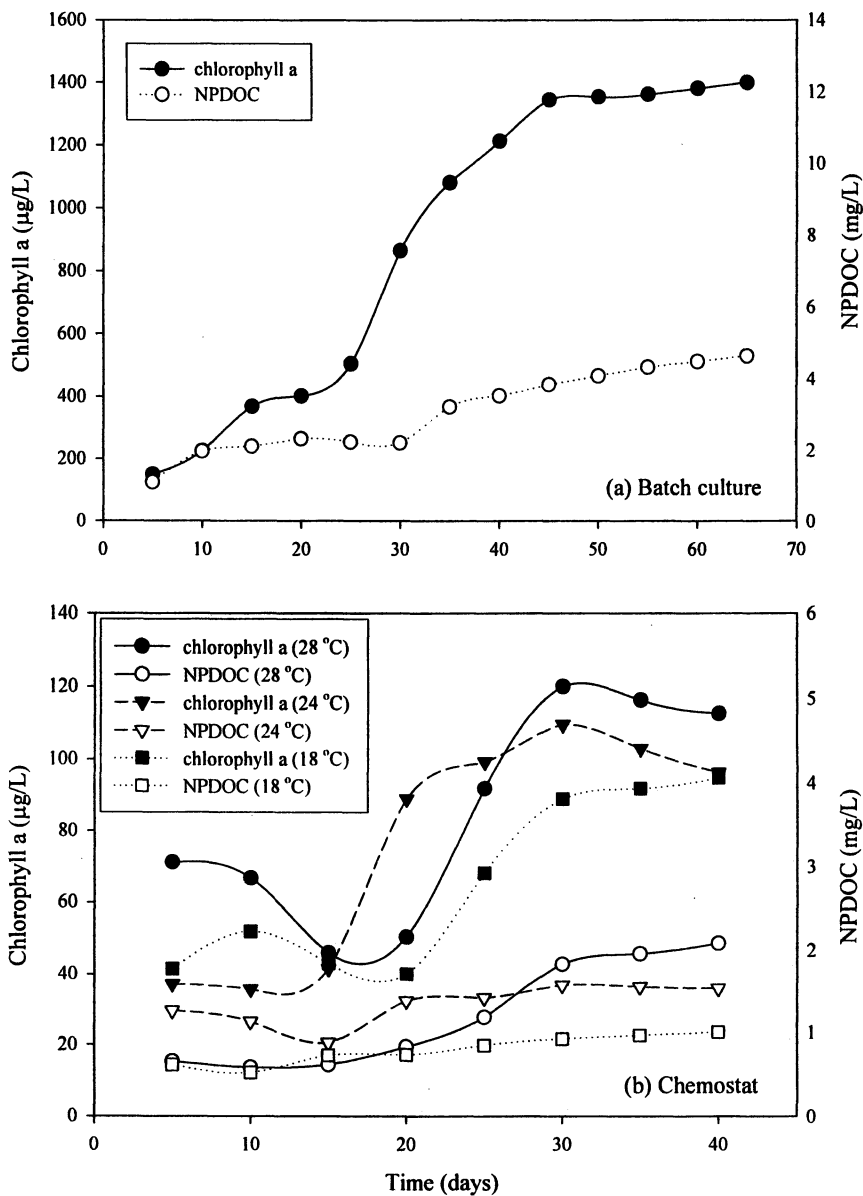 1600
1400
1200
1000
800
600
400
200
0
Chlorophyll a (µg/L)
chlorophyll a
NPDOC
14
12
10
8
6
4
2
0
NPDOC (mg/L)
(a) Batch culture
0 10 20 30 40 50 60 70
140
120
100
80
60
40
20
0
Chlorophyll a (µg/L)
chlorophyll a (28 °C)
NPDOC (28 °C)
chlorophyll a (24 °C)
NPDOC (24 °C)
chlorophyll a (18 °C)
NPDOC (18 °C)
6
5
4
3
2
1
0
NPDOC (mg/L)
(b) Chemostat
0 10 20 30 40
Time (days)